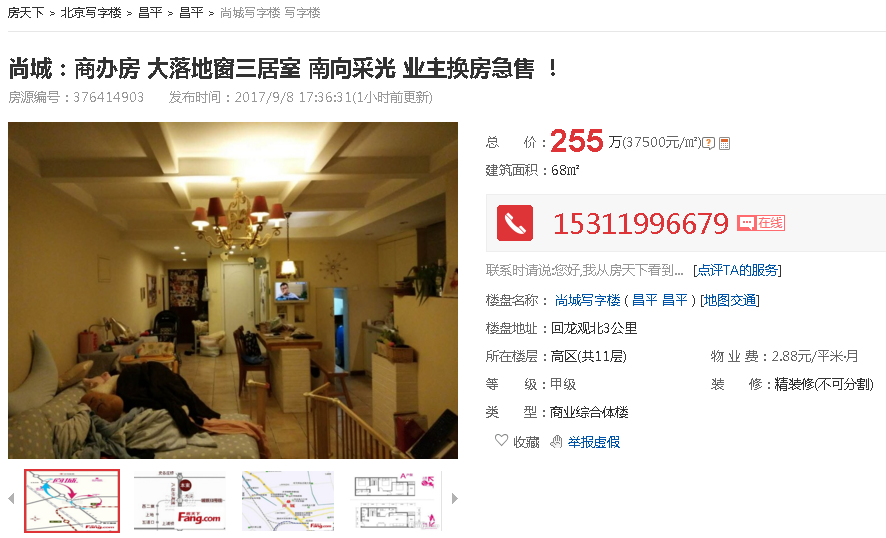 房天下 > 北京写字楼 > 昌平 > 昌平 > 尚城写字楼 写字楼
尚城：商办房 大落地窗三居室 南向采光 业主换房急售 ！
房源编号：376414903 发布时间：2017/9/8 17:36:31(1小时前更新)
总 价：255 万(37500元/㎡)
建筑面积：68㎡
15311996679 在线
联系时请说:您好,我从房天下看到... [点评TA的服务]
楼盘名称： 尚城写字楼 ( 昌平 昌平 ) [地图交通]
楼盘地址：回龙观北3公里
所在楼层：高区(共11层) 物 业 费：2.88元/平米·月
等 级：甲级 装 修：精装修(不可分割)
类 型：商业综合体楼
收藏 举报虚假
Fang.com
Fang.com
Fang.com